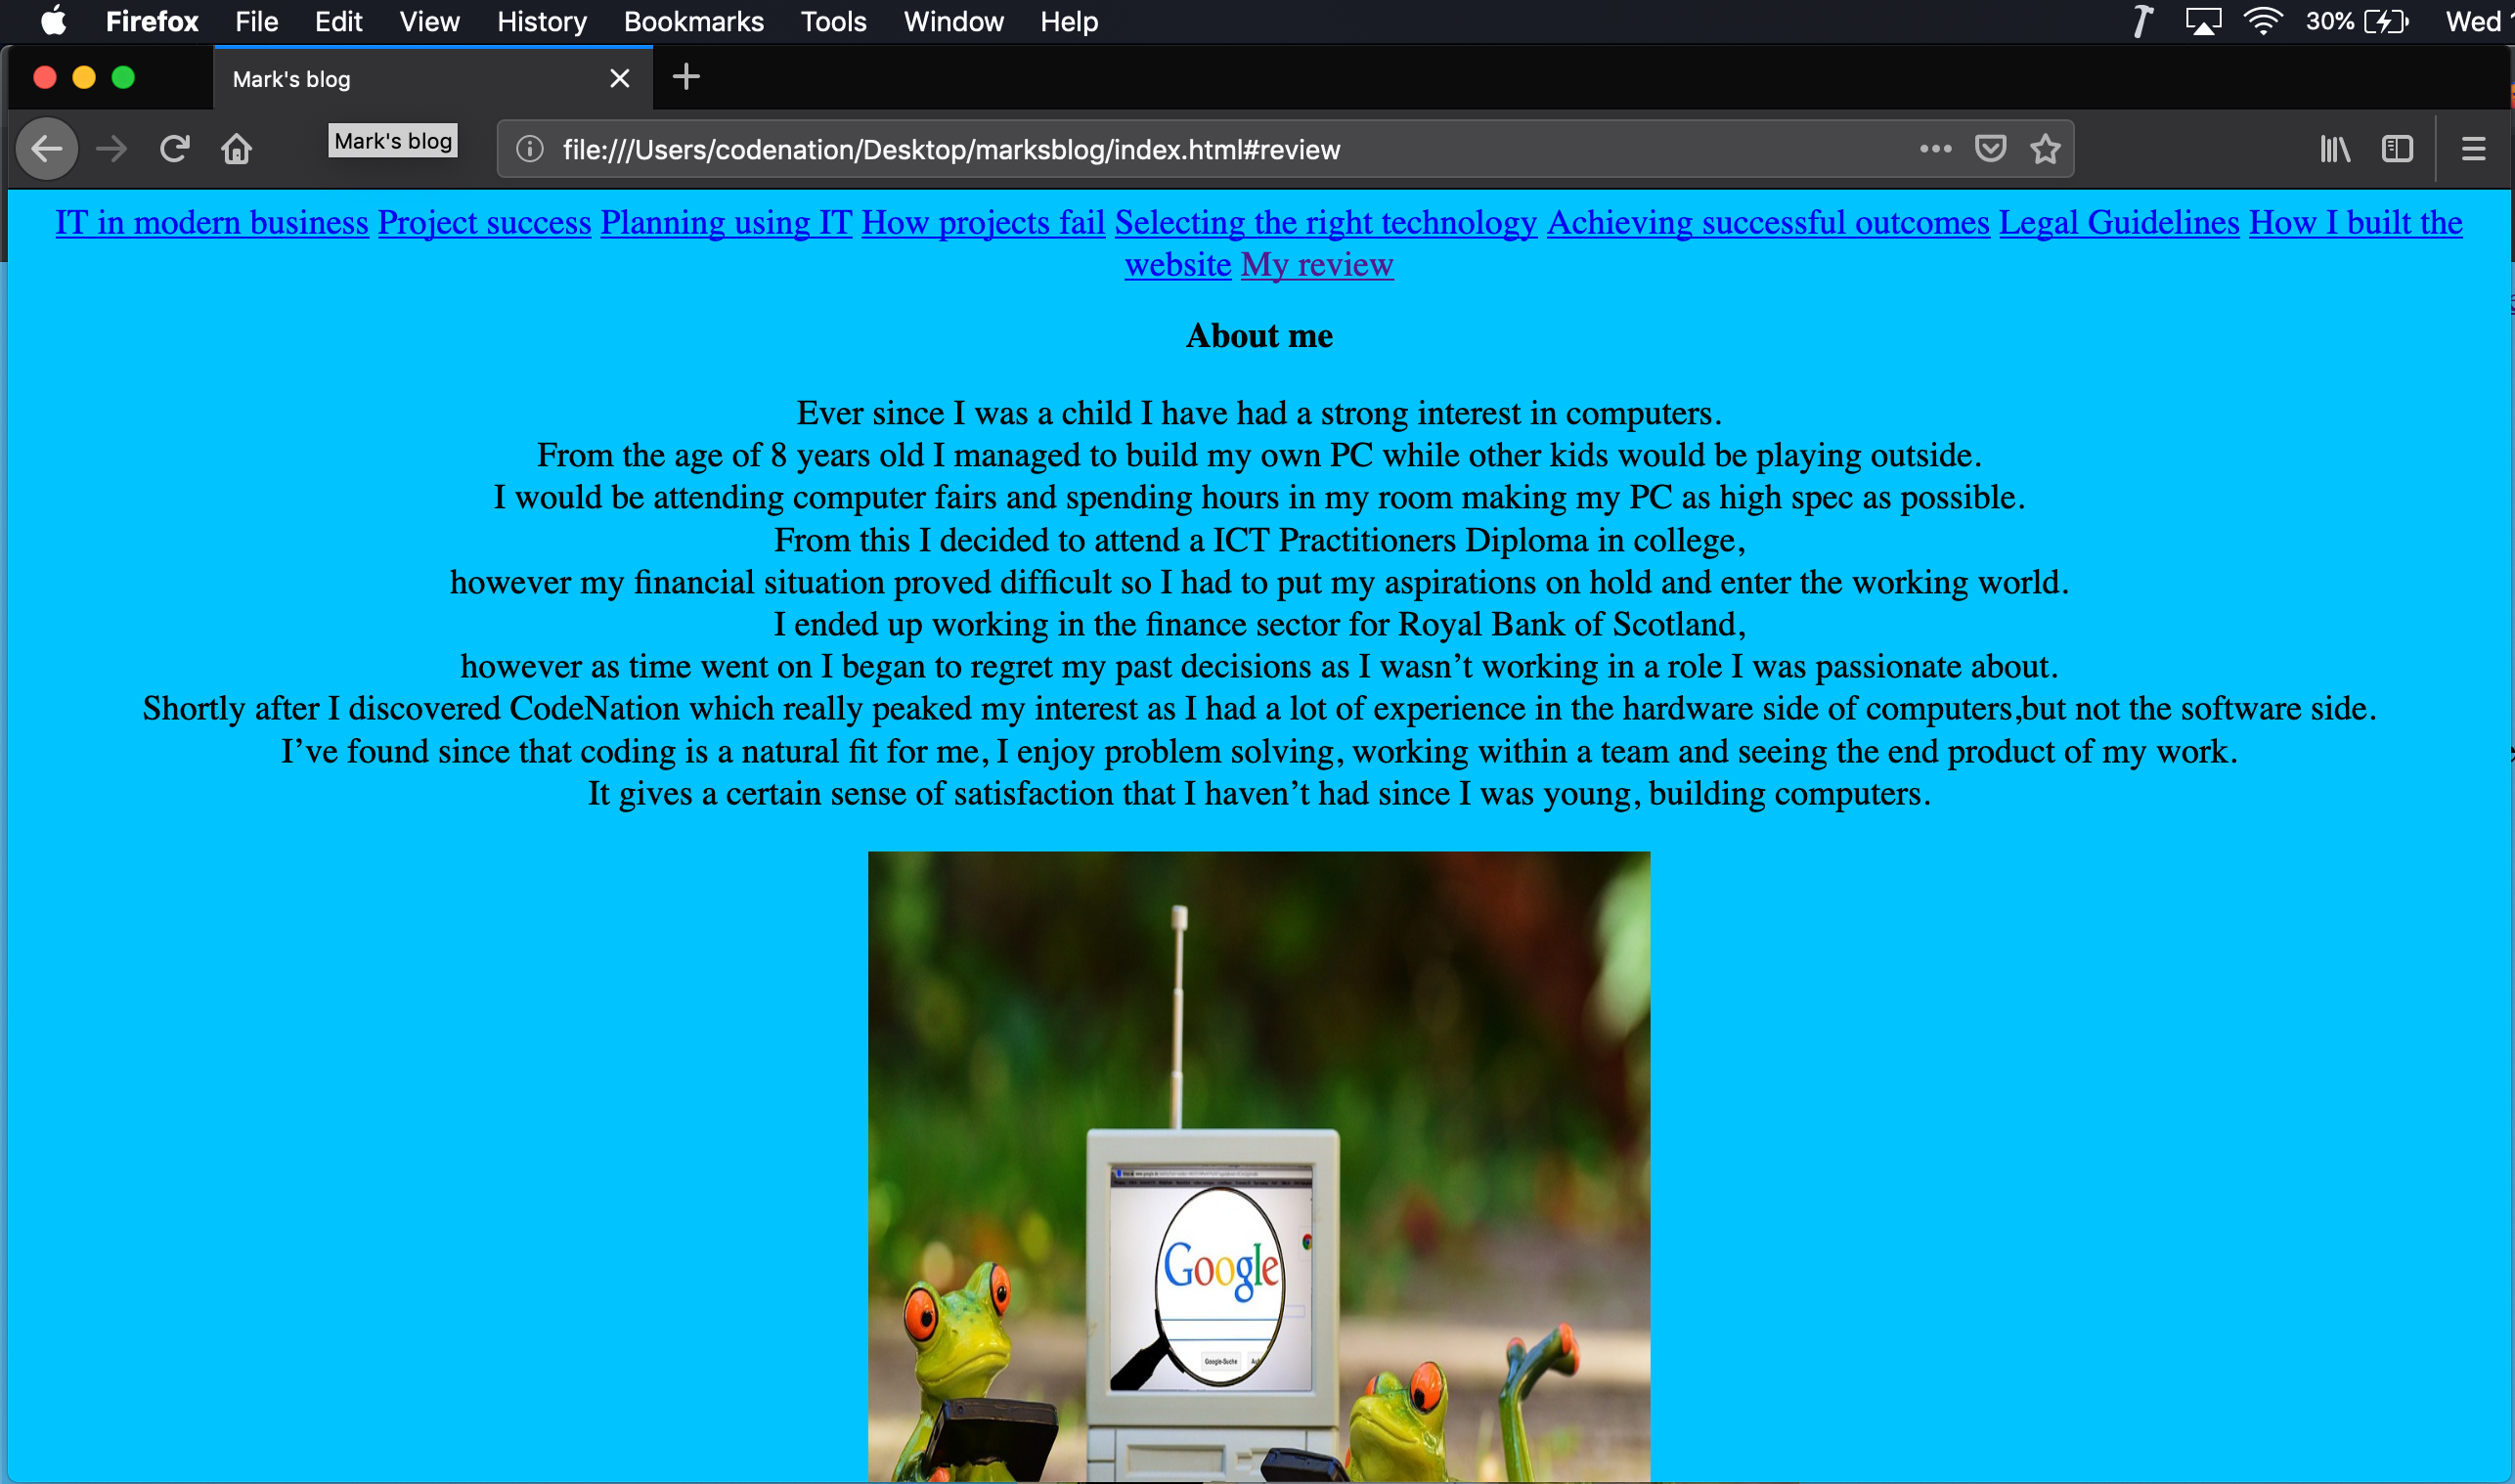 Firefox File Edit View History Bookmarks Tools Window Help 30% Wed
Mark's blog
Mark's blog
file:///Users/codenation/Desktop/marksblog/index.html#review
IT in modern business Project success Planning using IT How projects fail Selecting the right technology Achieving successful outcomes Legal Guidelines How I built the
website My review
About me
Ever since I was a child I have had a strong interest in computers.
From the age of 8 years old I managed to build my own PC while other kids would be playing outside.
I would be attending computer fairs and spending hours in my room making my PC as high spec as possible.
From this I decided to attend a ICT Practitioners Diploma in college,
however my financial situation proved difficult so I had to put my aspirations on hold and enter the working world.
I ended up working in the finance sector for Royal Bank of Scotland,
however as time went on I began to regret my past decisions as I wasn’t working in a role I was passionate about.
Shortly after I discovered CodeNation which really peaked my interest as I had a lot of experience in the hardware side of computers,but not the software side.
I’ve found since that coding is a natural fit for me, I enjoy problem solving, working within a team and seeing the end product of my work.
It gives a certain sense of satisfaction that I haven’t had since I was young, building computers.
Google
Google-Suche